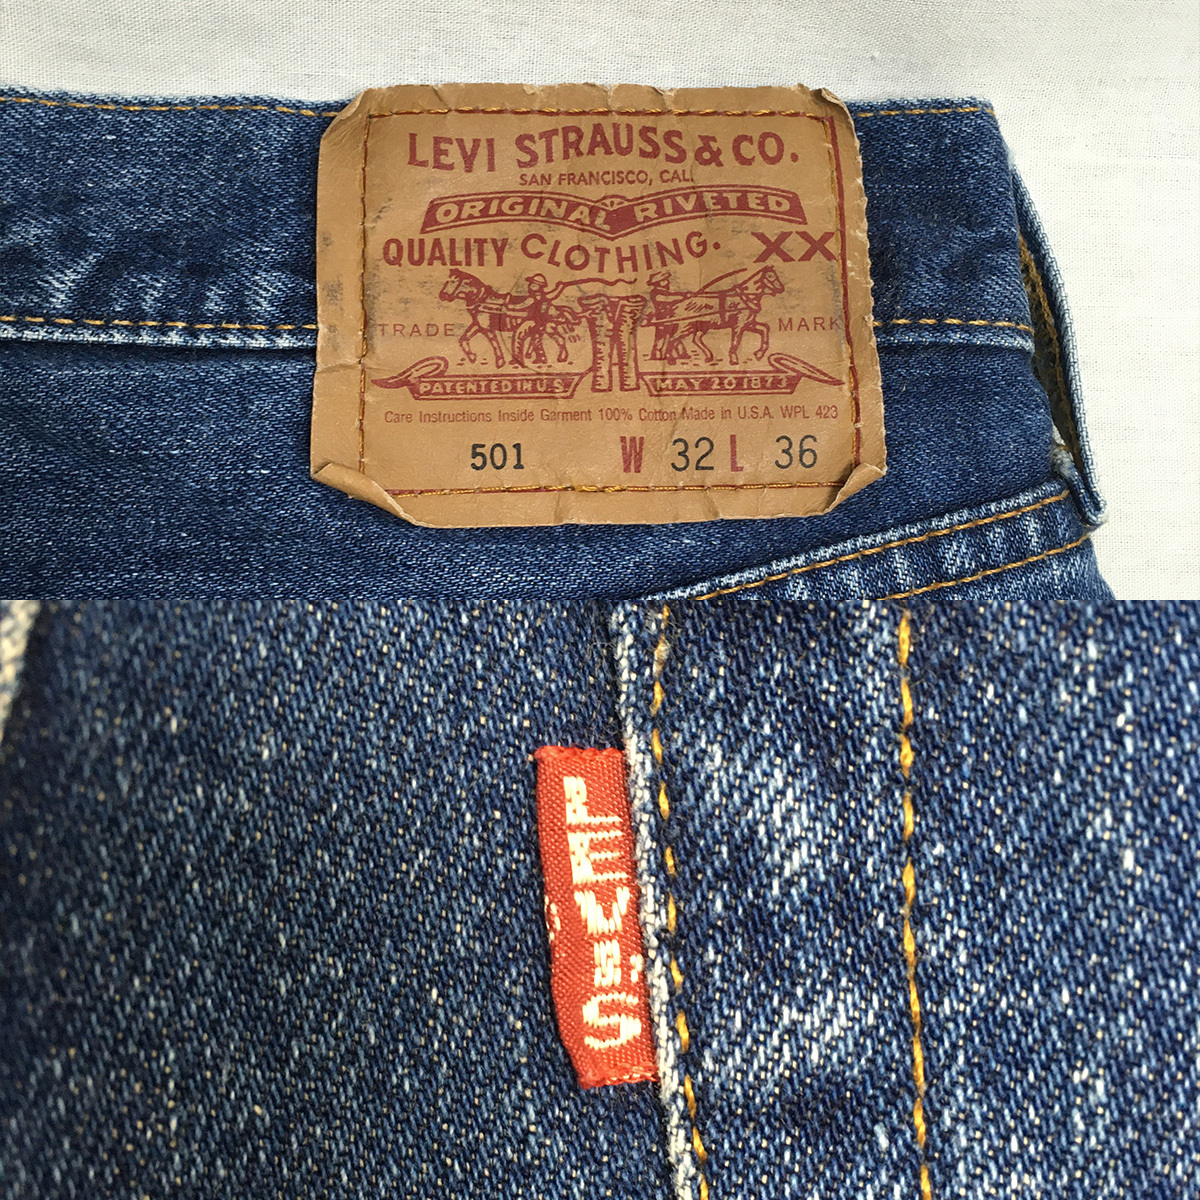 LEVI STRAUSS & CO.
SAN FRANCISCO, CAL.
ORIGINAL RIVETED
QUALITY CLOTHING. XX
TRADE MARK
PATENTED IN U.S. MAY 20 1873
Care Instructions Inside Garment 100% Cotton Made in U.S.A. WPL 423
501 W 32 L 36
LEVI'S